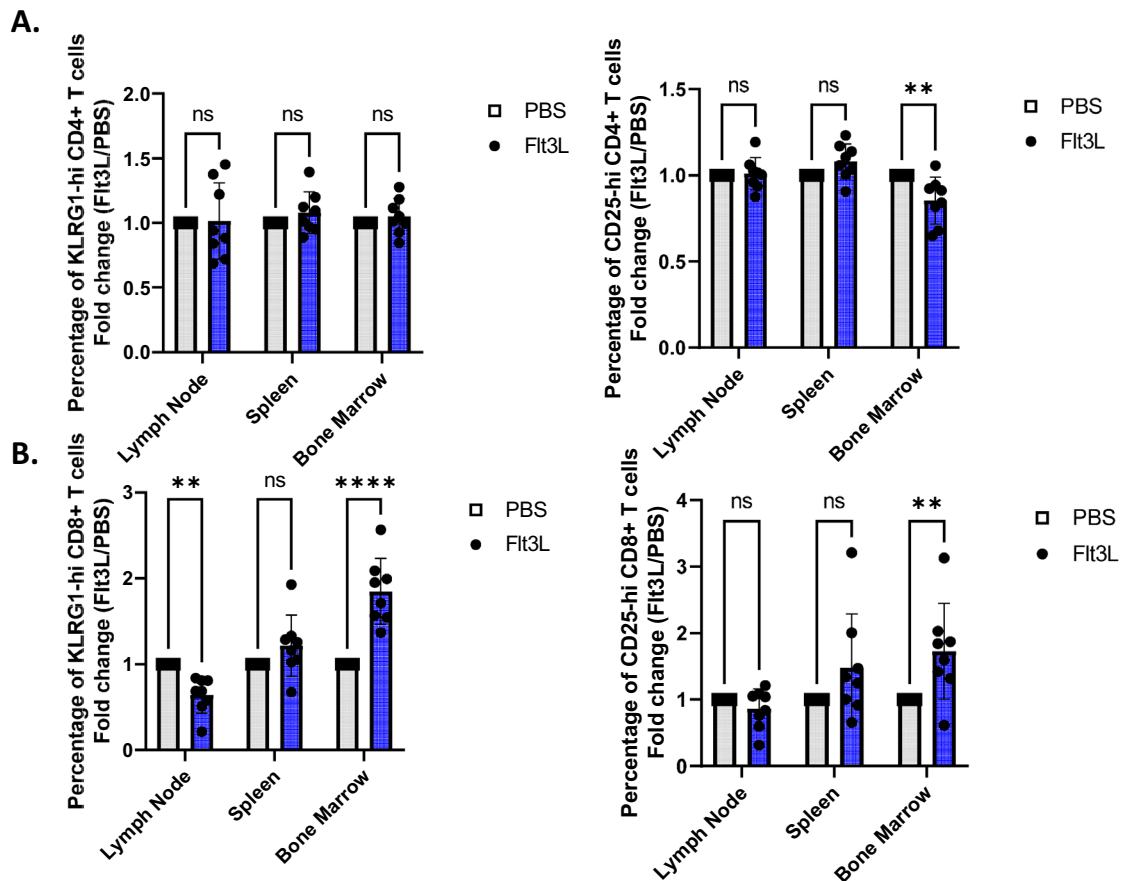 A.
Percentage of KLRG1-hi CD4+ T cells
Fold change (Flt3L/PBS)
2.0
1.5
1.0
0.5
0.0
ns
ns
ns
PBS
Flt3L
Lymph Node
Spleen
Bone Marrow
Percentage of CD25-hi CD4+ T cells
Fold change (Flt3L/PBS)
1.5
1.0
0.5
0.0
ns
ns
**
PBS
Flt3L
Lymph Node
Spleen
Bone Marrow
B.
Percentage of KLRG1-hi CD8+ T cells
Fold change (Flt3L/PBS)
3
2
1
0
**
ns
****
PBS
Flt3L
Lymph Node
Spleen
Bone Marrow
Percentage of CD25-hi CD8+ T cells
Fold change (Flt3L/PBS)
4
3
2
1
0
ns
ns
**
PBS
Flt3L
Lymph Node
Spleen
Bone Marrow